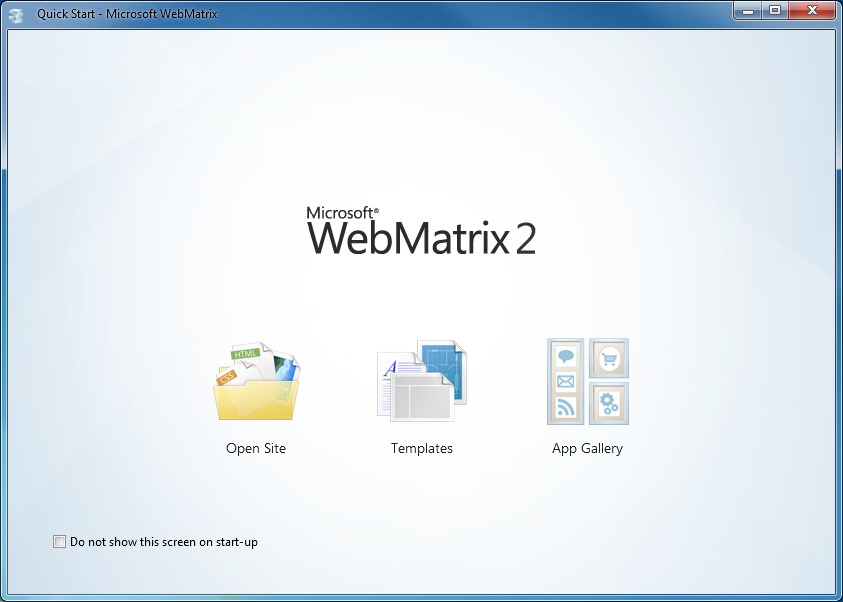 Quick Start - Microsoft WebMatrix
Microsoft®
WebMatrix 2
HTML
CSS
A
Open Site
Templates
App Gallery
Do not show this screen on start-up